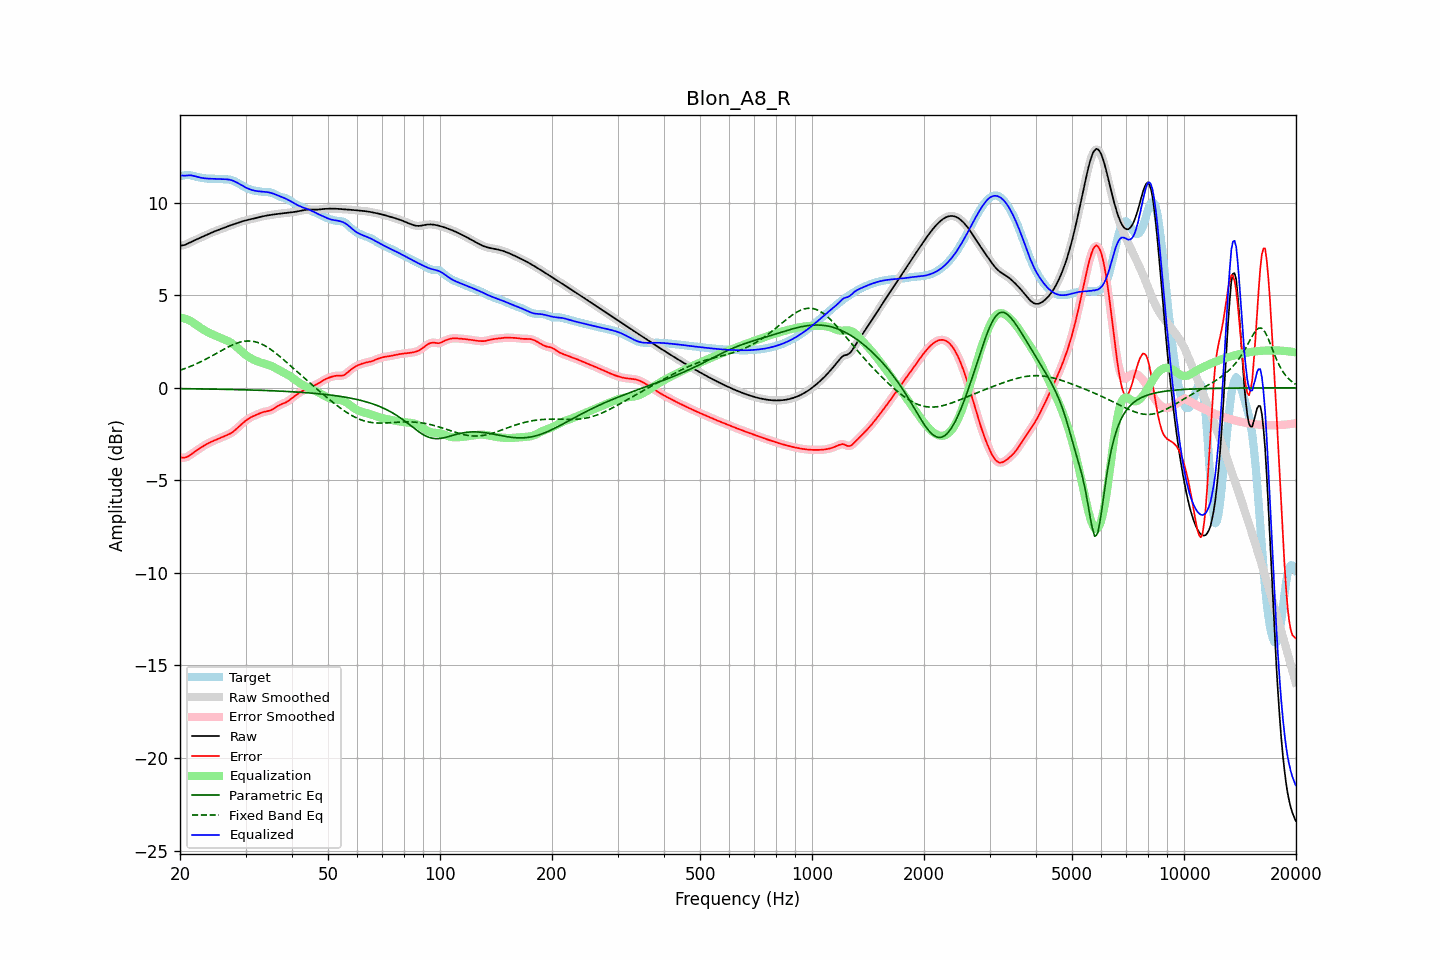 Blon_A8_R
Amplitude (dBr)
10
5
0
−5
−10
−15
−20
−25
Target
Raw Smoothed
Error Smoothed
Raw
Error
Equalization
Parametric Eq
Fixed Band Eq
Equalized
20 50 100 200 500 1000 2000 5000 10000 20000
Frequency (Hz)